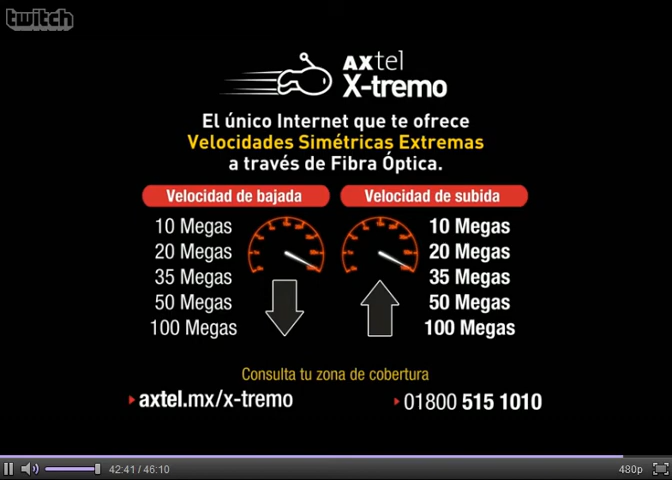 twitch
AXtel
X-tremo
El único Internet que te ofrece
Velocidades Simétricas Extremas
a través de Fibra Óptica.
Velocidad de bajada
10 Megas
20 Megas
35 Megas
50 Megas
100 Megas
Velocidad de subida
10 Megas
20 Megas
35 Megas
50 Megas
100 Megas
Consulta tu zona de cobertura
axtel.mx/x-tremo
01800 515 1010
42:41 / 46:10
480p